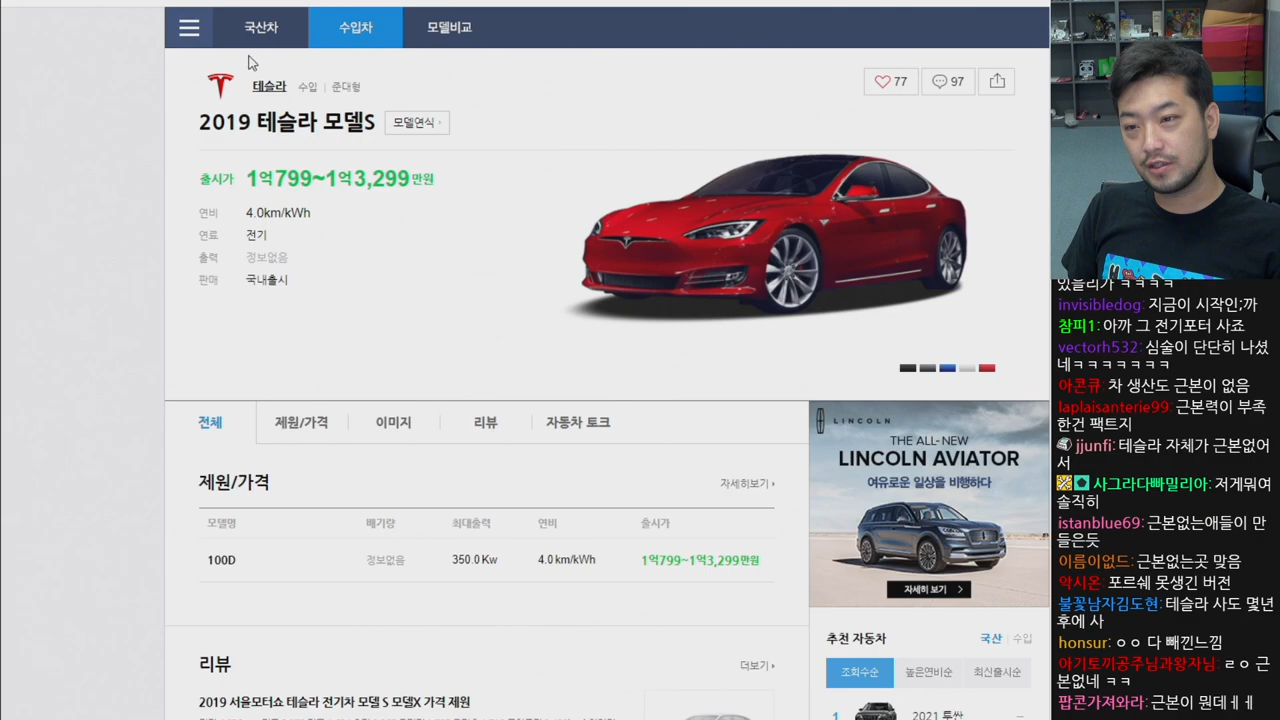 국산차
수입차
모델비교
테슬라 수입 | 준대형
77
97
2019 테슬라 모델S
모델연식 ›
출시가 1억799~1억3,299만원
연비 4.0km/kWh
연료 전기
출력 정보없음
판매 국내출시
전체
제원/가격
이미지
리뷰
자동차 토크
제원/가격
자세히보기 ›
모델명 배기량 최대출력 연비 출시가
100D 정보없음 350.0 Kw 4.0 km/kWh 1억799~1억3,299만원
리뷰
더보기 ›
2019 서울모터쇼 테슬라 전기차 모델 S 모델X 가격 제원
LINCOLN
THE ALL-NEW
LINCOLN AVIATOR
여유로운 일상을 비행하다
자세히 보기 >
추천 자동차
국산 | 수입
조회수순
높은연비순
최신출시순
1 2021 투싼 –
있을리가 ㅋㅋㅋㅋ
invisibledog: 지금이 시작인;까
참피1: 아까 그 전기포터 사죠
vectorh532: 심술이 단단히 나셨
네ㅋㅋㅋㅋㅋㅋㅋ
아콘큐: 차 생산도 근본이 없음
laplaisanterie99: 근본력이 부족
한건 팩트지
jjunfi: 테슬라 자체가 근본없어
서
사그라다빠밀리아: 저게뭐여
솔직히
istanblue69: 근본없는애들이 만
들은듯
이름이없드: 근본없는곳 맞음
악시온: 포르쉐 못생긴 버전
불꽃남자김도현: 테슬라 사도 몇년
후에 사
honsur: ㅇㅇ 다 빼낀느낌
아기토끼공주님과왕자님: ㄹㅇ 근
본없네 ㅋㅋ
팝콘가져와라: 근본이 뭔데ㅔㅔ